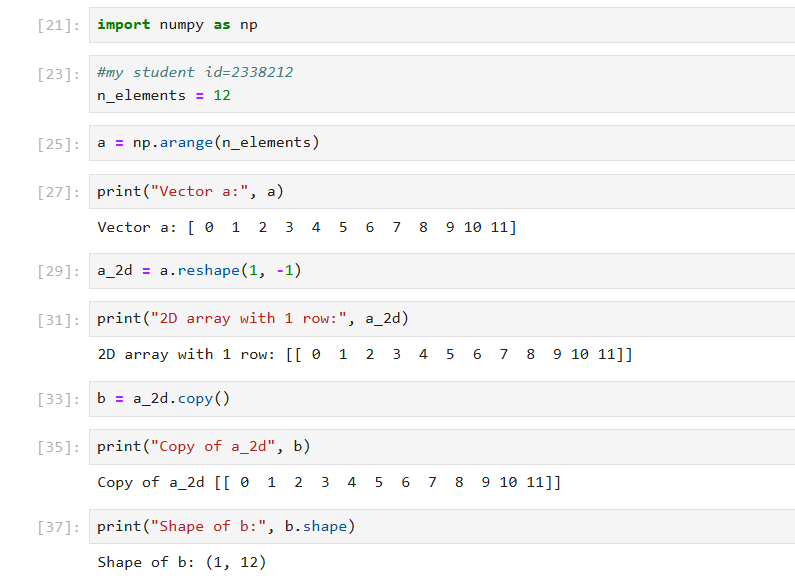 [21]: import numpy as np
[23]: #my student id=2338212
n_elements = 12
[25]: a = np.arange(n_elements)
[27]: print("Vector a:", a)
Vector a: [ 0  1  2  3  4  5  6  7  8  9 10 11]
[29]: a_2d = a.reshape(1, -1)
[31]: print("2D array with 1 row:", a_2d)
2D array with 1 row: [[ 0  1  2  3  4  5  6  7  8  9 10 11]]
[33]: b = a_2d.copy()
[35]: print("Copy of a_2d", b)
Copy of a_2d [[ 0  1  2  3  4  5  6  7  8  9 10 11]]
[37]: print("Shape of b:", b.shape)
Shape of b: (1, 12)